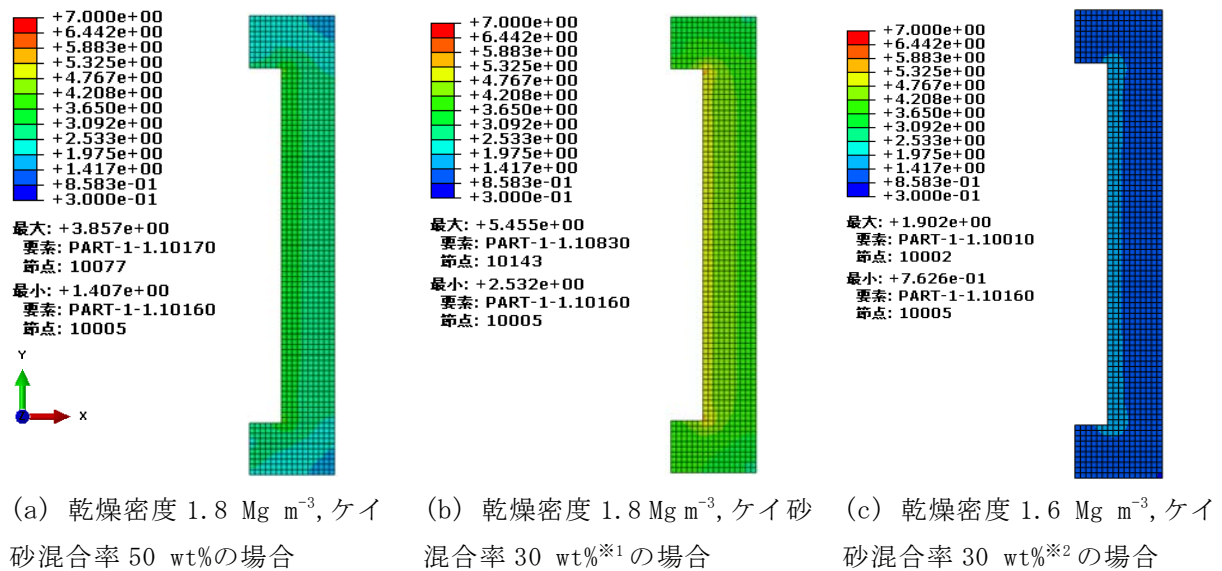 +7.000e+00
+6.442e+00
+5.883e+00
+5.325e+00
+4.767e+00
+4.208e+00
+3.650e+00
+3.092e+00
+2.533e+00
+1.975e+00
+1.417e+00
+8.583e-01
+3.000e-01
最大: +3.857e+00
要素: PART-1-1.10170
節点: 10077
最小: +1.407e+00
要素: PART-1-1.10160
節点: 10005
Y
Z
X
(a) 乾燥密度 1.8 Mg m⁻³,ケイ
砂混合率 50 wt%の場合
+7.000e+00
+6.442e+00
+5.883e+00
+5.325e+00
+4.767e+00
+4.208e+00
+3.650e+00
+3.092e+00
+2.533e+00
+1.975e+00
+1.417e+00
+8.583e-01
+3.000e-01
最大: +5.455e+00
要素: PART-1-1.10830
節点: 10143
最小: +2.532e+00
要素: PART-1-1.10160
節点: 10005
(b) 乾燥密度 1.8 Mg m⁻³,ケイ砂
混合率 30 wt%※1 の場合
+7.000e+00
+6.442e+00
+5.883e+00
+5.325e+00
+4.767e+00
+4.208e+00
+3.650e+00
+3.092e+00
+2.533e+00
+1.975e+00
+1.417e+00
+8.583e-01
+3.000e-01
最大: +1.902e+00
要素: PART-1-1.10010
節点: 10002
最小: +7.626e-01
要素: PART-1-1.10160
節点: 10005
(c) 乾燥密度 1.6 Mg m⁻³,ケイ
砂混合率 30 wt%※2 の場合